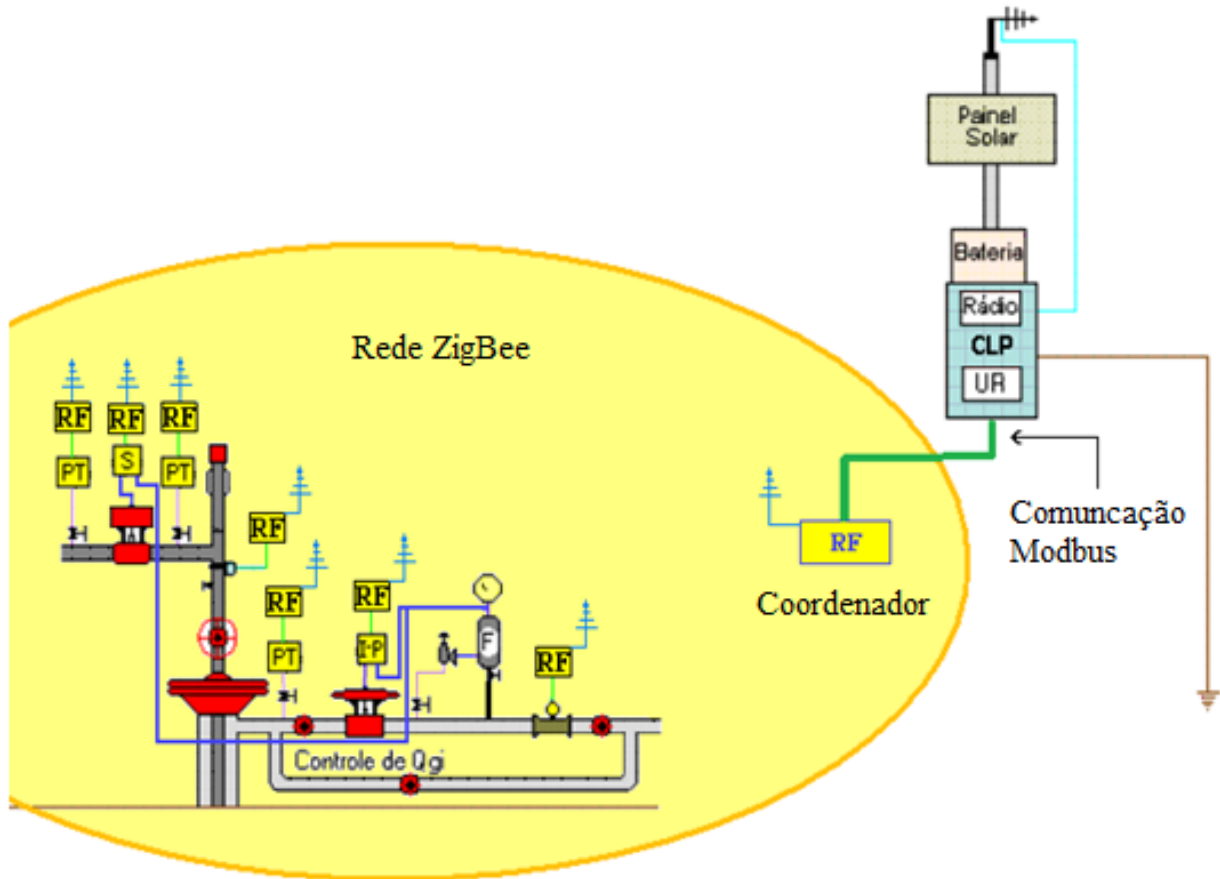 Painel
Solar
Bateria
Rádio
CLP
UR
Rede ZigBee
RF
RF
RF
PT
S
PT
RF
Comuncação
Modbus
RF
RF
RF
Coordenador
RF
PT
I-P
F
RF
Controle de Qgi